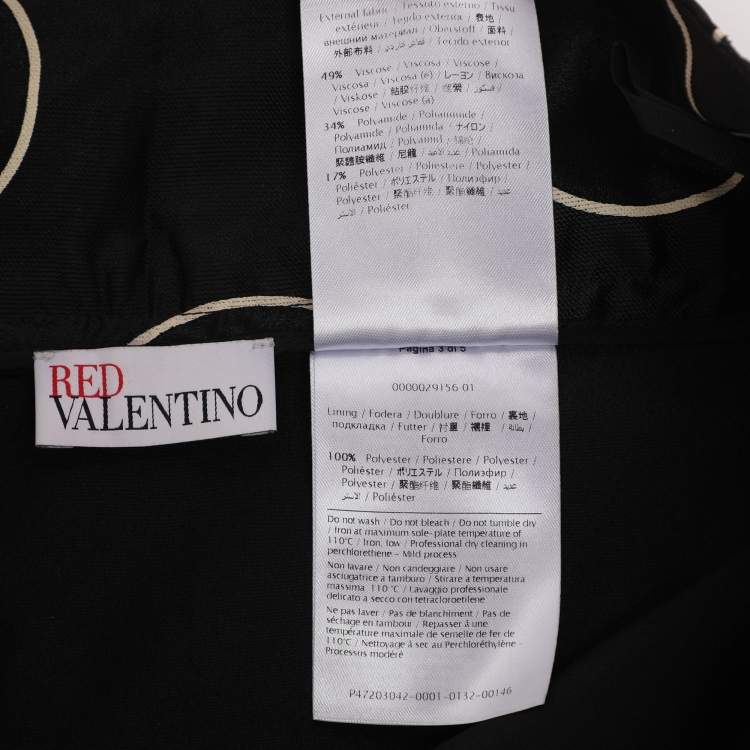 External fabric / Tessuto esterno / Tissu
extérieur / Tejido exterior / 表地
внешний материал / Oberstoff / 面料 /
外部布料 / / Tecido exterior
49% Viscose / Viscosa / Viscose /
Viscosa / Viscosa (e) / レーヨン / Вискоза
/ Viskose / 粘胶纤维 / / /
Viscose / Viscose (a)
34% Polyamide / Poliammide /
Polyamide / Poliamida / ナイロン /
Полиамид / Polyamid / 锦纶 /
聚醯胺纖維 / 尼龍 / / Poliamida
17% Polyester / Poliestere / Polyester /
Poliéster / ポリエステル / Полиэфир /
Polyester / 聚酯纤维 / 聚酯纖維 /
/ Poliéster
Pagina 3 di 5
RED
VALENTINO
0000029156 01
Lining / Fodera / Doublure / Forro / 裏地 /
подкладка / Futter / 衬里 / 襯裡 / بطانة /
Forro
100% Polyester / Poliestere / Polyester /
Poliéster / ポリエステル / Полиэфир /
Polyester / 聚酯纤维 / 聚酯纖維 /
/ Poliéster
Do not wash / Do not bleach / Do not tumble dry
/ Iron at maximum sole-plate temperature of
110°C / Iron, low / Professional dry cleaning in
perchlorethene - Mild process
Non lavare / Non candeggiare / Non usare
asciugatrice a tamburo / Stirare a temperatura
massima 110 °C / Lavaggio professionale
delicato a secco con tetracloroetilene
Ne pas laver / Pas de blanchiment / Pas de
séchage en tambour / Repasser à une
température maximale de semelle de fer de
110°C / Nettoyage à sec au Perchloréthylène -
Processus modéré
P47203042-0001-0132-00146